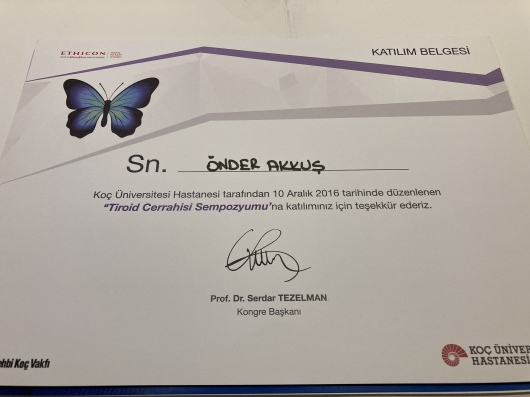 ETHICON
KATILIM BELGESİ
Sn. ÖNDER AKKUŞ
Koç Üniversitesi Hastanesi tarafından 10 Aralık 2016 tarihinde düzenlenen
“Tiroid Cerrahisi Sempozyumu’na katılımınız için teşekkür ederiz.
Prof. Dr. Serdar TEZELMAN
Kongre Başkanı
ehbi Koç Vakfı
KOÇ ÜNİVER
HASTANESİ